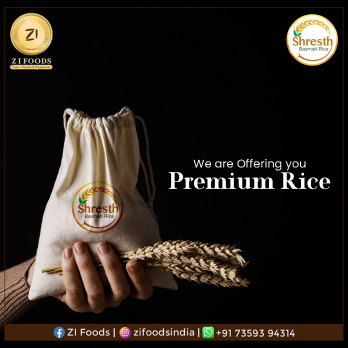 ZI
ZI FOODS
Shresth
Basmati Rice
We are Offering you
Premium Rice
Shresth
Basmati Rice
ZI Foods | zifoodsindia | +91 73593 94314